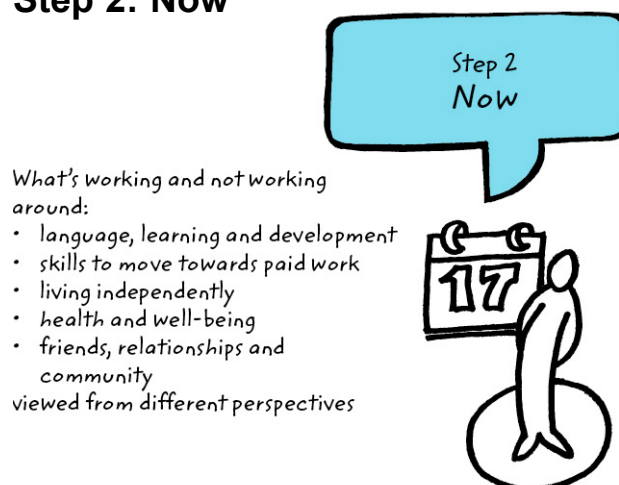 Step 2: Now
Step 2
Now
What's working and not working
around:
• language, learning and development
• skills to move towards paid work
• living independently
• health and well-being
• friends, relationships and
community
viewed from different perspectives
17